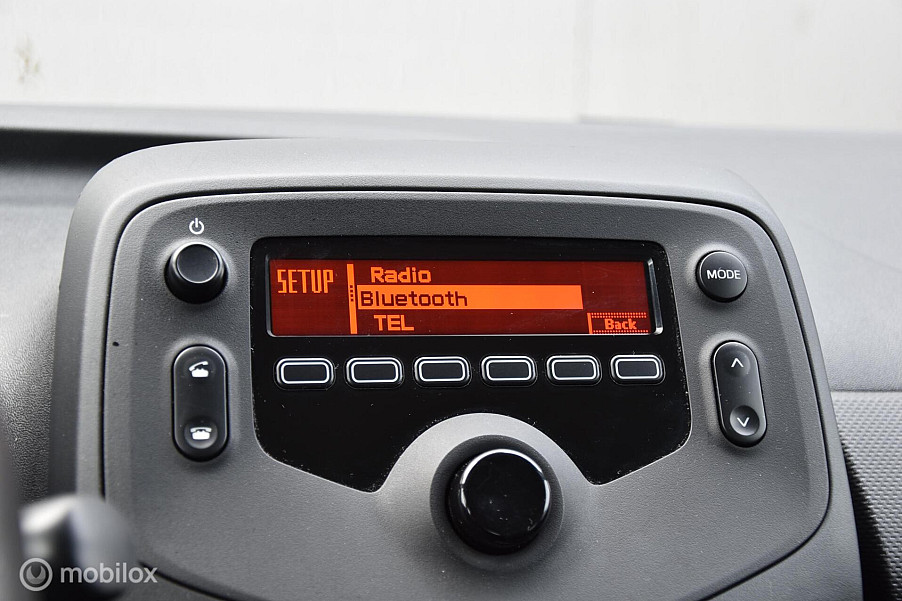 SETUP
Radio
Bluetooth
TEL
Back
MODE
mobilox